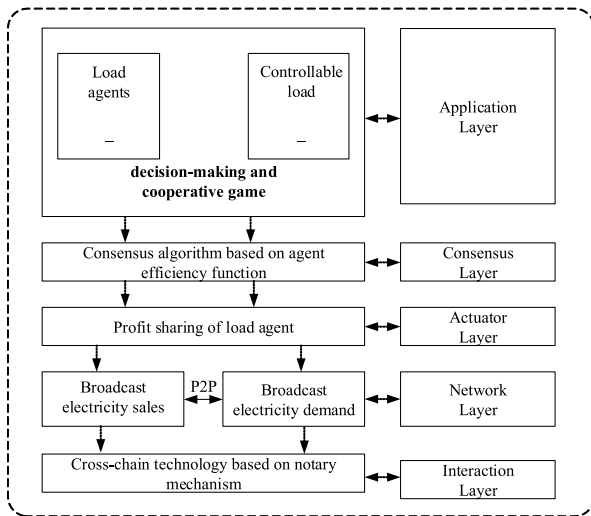 Load
agents
–
Controllable
load
–
decision-making and
cooperative game
Application
Layer
Consensus algorithm based on agent
efficiency function
Consensus
Layer
Profit sharing of load agent
Actuator
Layer
Broadcast
electricity sales
P2P
Broadcast
electricity demand
Network
Layer
Cross-chain technology based on notary
mechanism
Interaction
Layer